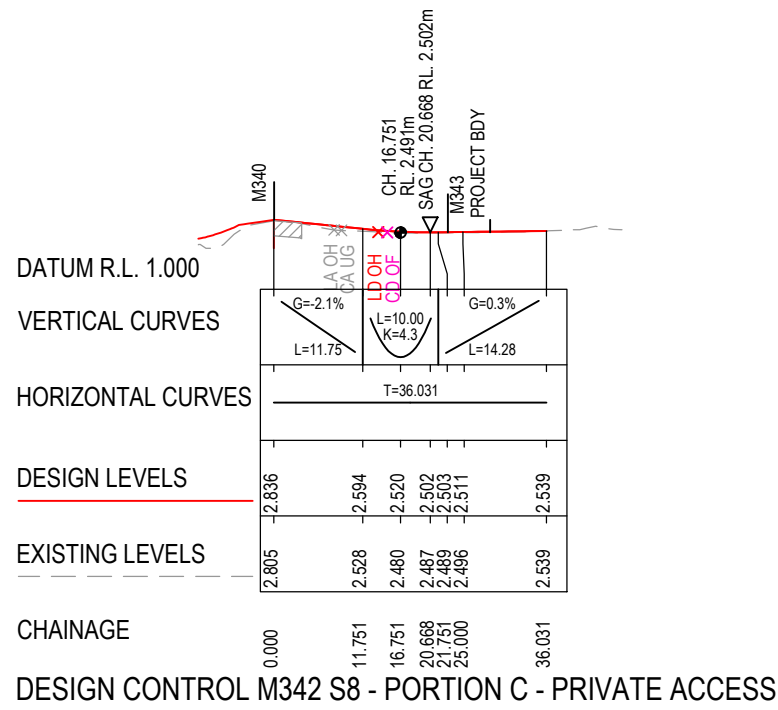 M340
CH. 16.751
RL. 2.491m
SAG CH. 20.668 RL. 2.502m
M343
PROJECT BDY
LA OH
CA UG
LD OH
CD OF
DATUM R.L. 1.000
VERTICAL CURVES
G=-2.1%
L=11.75
L=10.00
K=4.3
G=0.3%
L=14.28
HORIZONTAL CURVES
T=36.031
DESIGN LEVELS
2.836 2.594 2.520 2.502 2.503 2.511 2.539
EXISTING LEVELS
2.805 2.528 2.480 2.487 2.489 2.496 2.539
CHAINAGE
0.000 11.751 16.751 20.668 21.751 25.000 36.031
DESIGN CONTROL M342 S8 - PORTION C - PRIVATE ACCESS